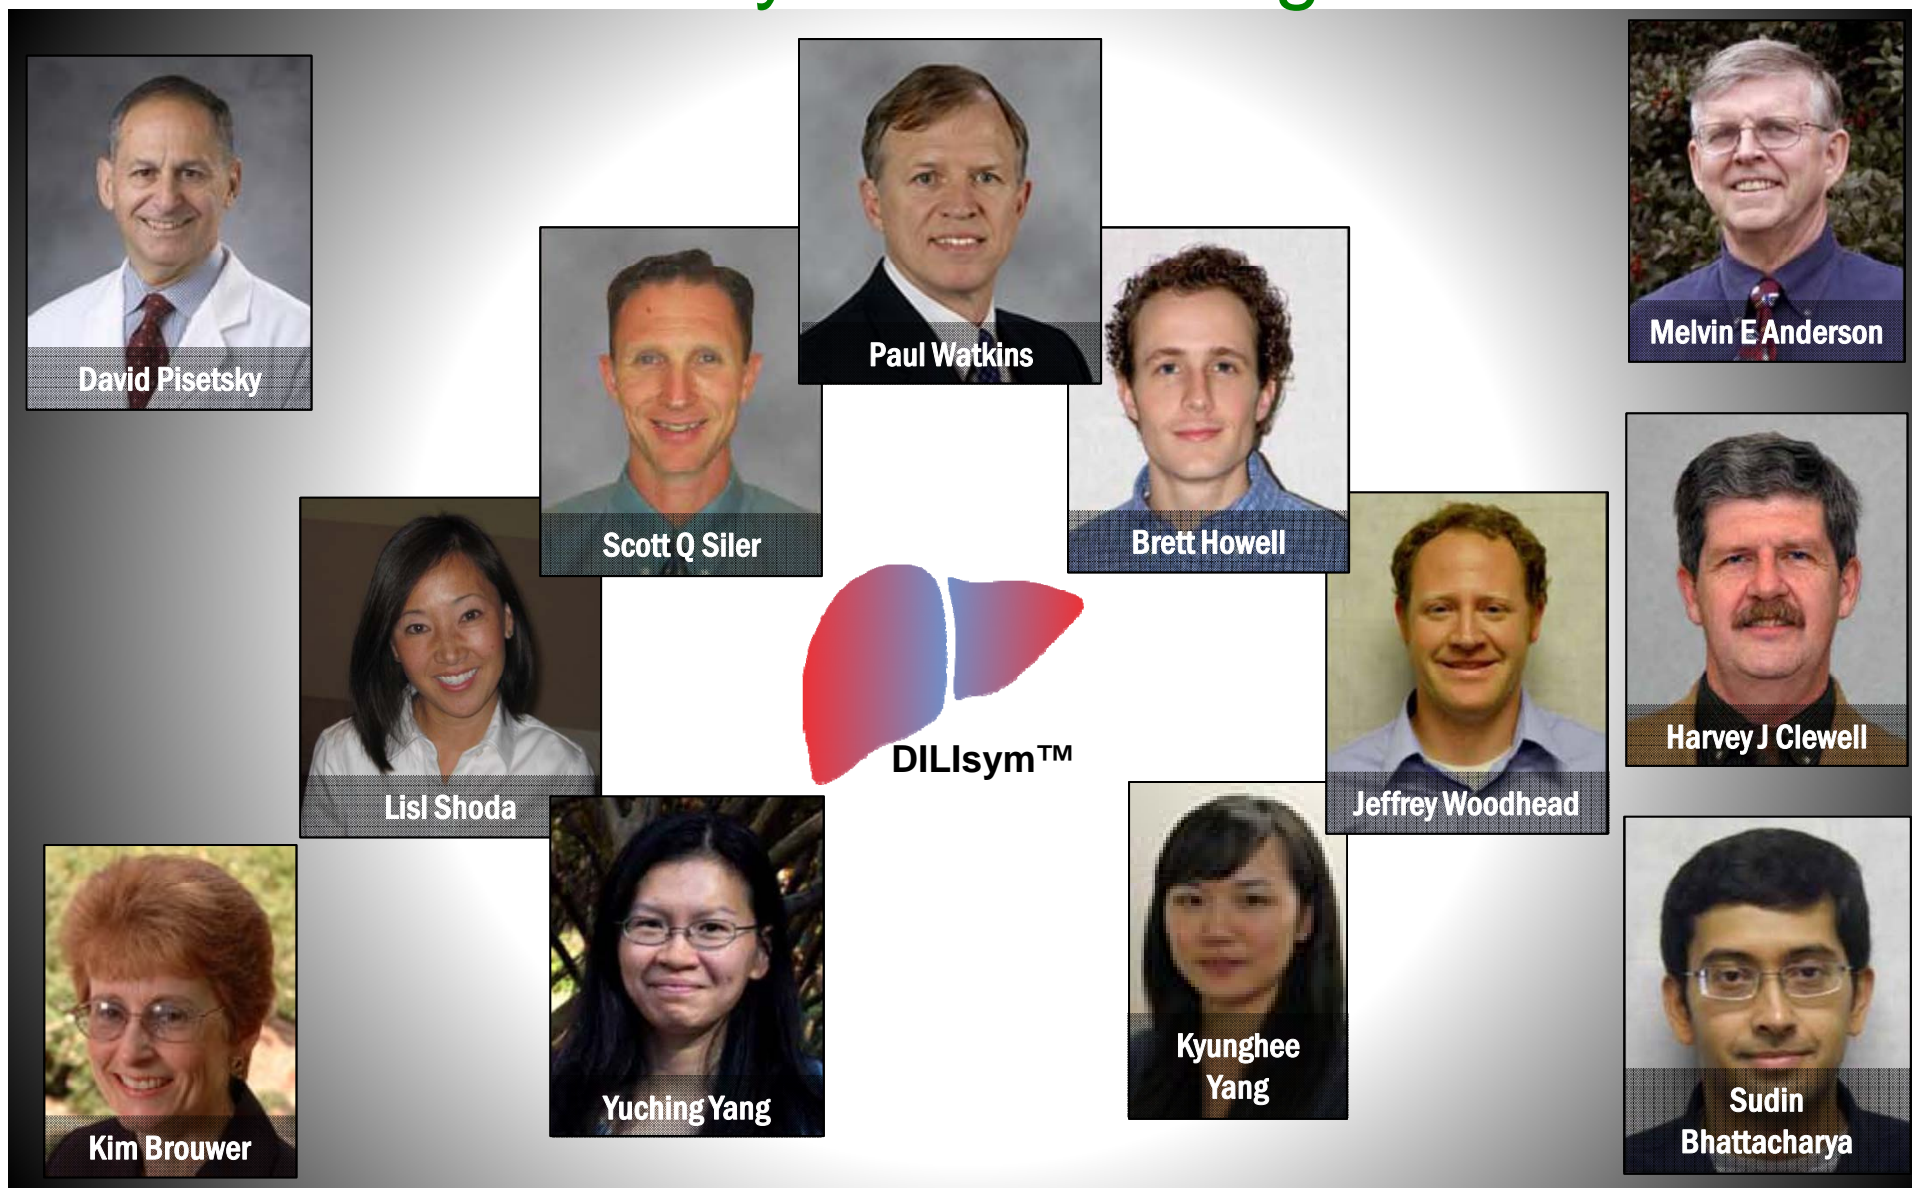 David Pisetsky
Paul Watkins
Melvin E Anderson
Scott Q Siler
Brett Howell
Harvey J Clewell
Lisl Shoda
DILIsym™
Jeffrey Woodhead
Kim Brouwer
Yuching Yang
Kyunghee
Yang
Sudin
Bhattacharya